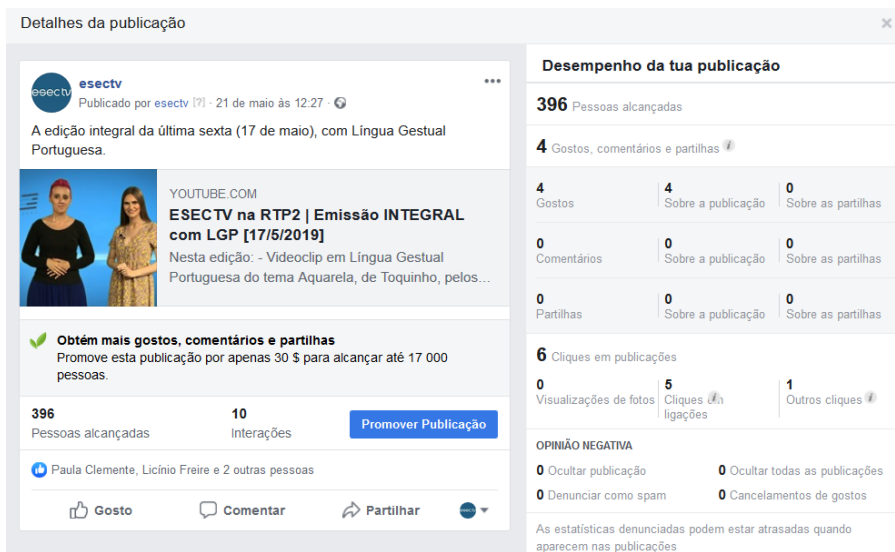 Detalhes da publicação
×
esectv
esectv
Publicado por esectv [?] · 21 de maio às 12:27 ·
A edição integral da última sexta (17 de maio), com Língua Gestual
Portuguesa.
YOUTUBE.COM
ESECTV na RTP2 | Emissão INTEGRAL
com LGP [17/5/2019]
Nesta edição: - Videoclip em Língua Gestual
Portuguesa do tema Aquarela, de Toquinho, pelos...
Obtém mais gostos, comentários e partilhas
Promove esta publicação por apenas 30 $ para alcançar até 17 000
pessoas.
396 10
Pessoas alcançadas Interações Promover Publicação
Paula Clemente, Licínio Freire e 2 outras pessoas
Gosto Comentar Partilhar
Desempenho da tua publicação
396 Pessoas alcançadas
4 Gostos, comentários e partilhas i
4 4 0
Gostos Sobre a publicação Sobre as partilhas
0 0 0
Comentários Sobre a publicação Sobre as partilhas
0 0 0
Partilhas Sobre a publicação Sobre as partilhas
6 Cliques em publicações
0 5 1
Visualizações de fotos Cliques em Outros cliques i
ligações
OPINIÃO NEGATIVA
0 Ocultar publicação 0 Ocultar todas as publicações
0 Denunciar como spam 0 Cancelamentos de gostos
As estatísticas denunciadas podem estar atrasadas quando
aparecem nas publicações